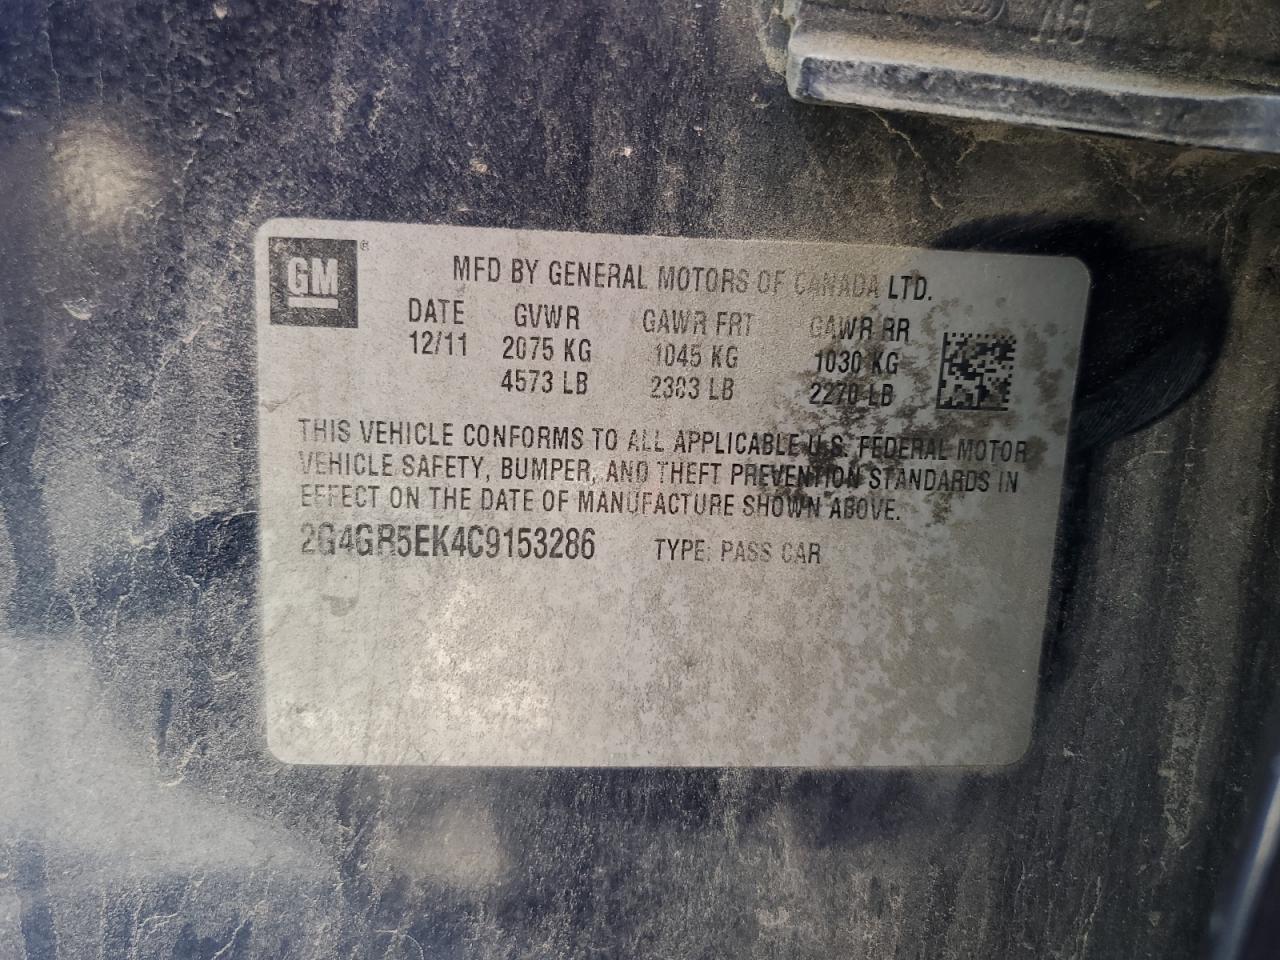 GM ®
MFD BY GENERAL MOTORS OF CANADA LTD.
DATE GVWR GAWR FRT GAWR RR
12/11 2075 KG 1045 KG 1030 KG
4573 LB 2303 LB 2270 LB
THIS VEHICLE CONFORMS TO ALL APPLICABLE U.S. FEDERAL MOTOR
VEHICLE SAFETY, BUMPER, AND THEFT PREVENTION STANDARDS IN
EFFECT ON THE DATE OF MANUFACTURE SHOWN ABOVE.
2G4GR5EK4C9153286 TYPE: PASS CAR